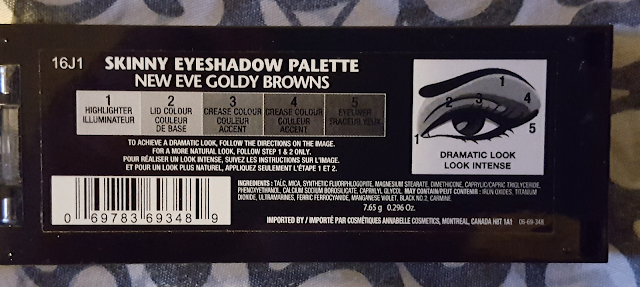 16J1
SKINNY EYESHADOW PALETTE
NEW EVE GOLDY BROWNS
1
HIGHLIGHTER
ILLUMINATEUR
2
LID COLOUR
COULEUR
DE BASE
3
CREASE COLOUR
COULEUR
ACCENT
4
CREASE COLOUR
COULEUR
ACCENT
5
EYELINER
TRACEUR YEUX
TO ACHIEVE A DRAMATIC LOOK, FOLLOW THE DIRECTIONS ON THE IMAGE.
FOR A MORE NATURAL LOOK, FOLLOW STEP 1 & 2 ONLY.
POUR RÉALISER UN LOOK INTENSE, SUIVEZ LES INSTRUCTIONS SUR L'IMAGE.
ET POUR UN LOOK PLUS NATUREL, APPLIQUEZ SEULEMENT L'ÉTAPE 1 ET 2.
1
2
3
4
1
5
DRAMATIC LOOK
LOOK INTENSE
0 69783 69348 9
INGREDIENTS: TALC, MICA, SYNTHETIC FLUORPHLOGOPITE, MAGNESIUM STEARATE, DIMETHICONE, CAPRYLIC/CAPRIC TRIGLYCERIDE,
PHENOXYETHANOL, CALCIUM SODIUM BOROSILICATE, CAPRYLYL GLYCOL. MAY CONTAIN/PEUT CONTENIR : IRON OXIDES, TITANIUM
DIOXIDE, ULTRAMARINES, FERRIC FERROCYANIDE, MANGANESE VIOLET, BLACK NO.2, CARMINE.
7.65 g 0.296 Oz.
IMPORTED BY / IMPORTÉ PAR COSMÉTIQUES ANNABELLE COSMETICS, MONTREAL, CANADA H1T 1A1 06-69-348